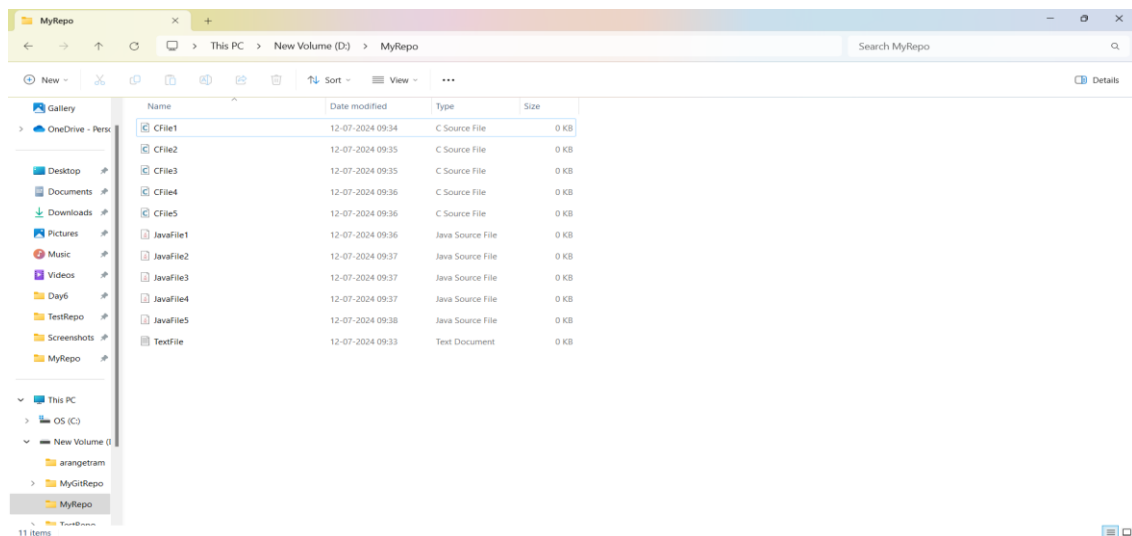 MyRepo
This PC > New Volume (D:) > MyRepo
Search MyRepo
New
Sort
View
Details
Gallery
OneDrive - Persc
Desktop
Documents
Downloads
Pictures
Music
Videos
Day6
TestRepo
Screenshots
MyRepo
This PC
OS (C:)
New Volume (I
arangetram
MyGitRepo
MyRepo
TestRepo
Name Date modified Type Size
CFile1 12-07-2024 09:34 C Source File 0 KB
CFile2 12-07-2024 09:35 C Source File 0 KB
CFile3 12-07-2024 09:35 C Source File 0 KB
CFile4 12-07-2024 09:36 C Source File 0 KB
CFile5 12-07-2024 09:36 C Source File 0 KB
JavaFile1 12-07-2024 09:36 Java Source File 0 KB
JavaFile2 12-07-2024 09:37 Java Source File 0 KB
JavaFile3 12-07-2024 09:37 Java Source File 0 KB
JavaFile4 12-07-2024 09:37 Java Source File 0 KB
JavaFile5 12-07-2024 09:38 Java Source File 0 KB
TextFile 12-07-2024 09:33 Text Document 0 KB
11 items